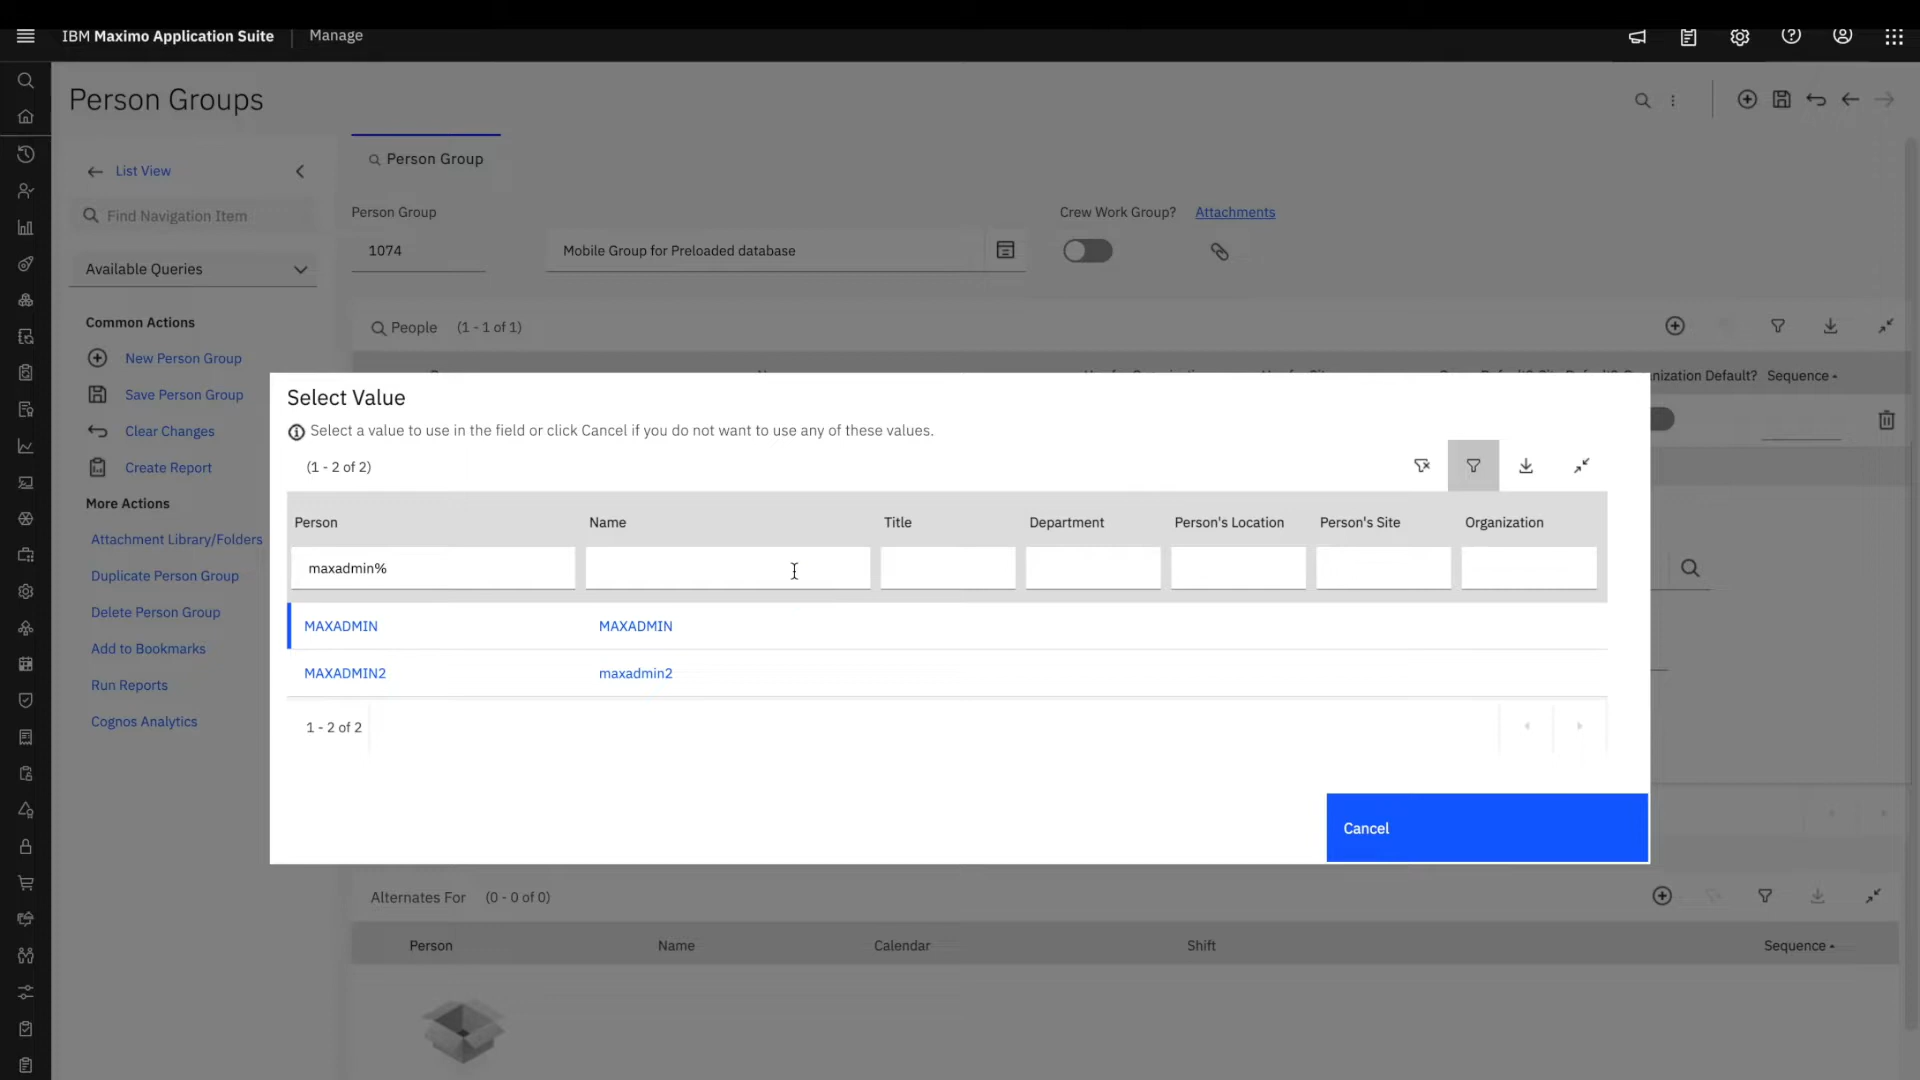 IBM Maximo Application Suite
Manage
Person Groups
List View
Find Navigation Item
Available Queries
Common Actions
New Person Group
Save Person Group
Clear Changes
Create Report
More Actions
Attachment Library/Folders
Duplicate Person Group
Delete Person Group
Add to Bookmarks
Run Reports
Cognos Analytics
Person Group
Person Group
Crew Work Group?
Attachments
1074
Mobile Group for Preloaded database
People (1 - 1 of 1)
Organization Default? Sequence
Select Value
Select a value to use in the field or click Cancel if you do not want to use any of these values.
(1 - 2 of 2)
Person Name Title Department Person's Location Person's Site Organization
maxadmin%
MAXADMIN MAXADMIN
MAXADMIN2 maxadmin2
1 - 2 of 2
Cancel
Alternates For (0 - 0 of 0)
Person Name Calendar Shift Sequence